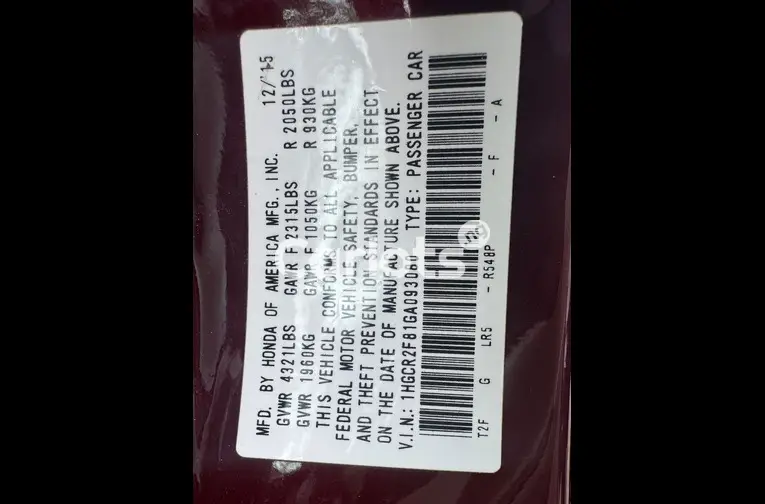 MFD. BY HONDA OF AMERICA MFG., INC. 12/'15
GVWR 4321LBS GAWR F 2315LBS R 2050LBS
GVWR 1960KG GAWR F 1050KG R 930KG
THIS VEHICLE CONFORMS TO ALL APPLICABLE
FEDERAL MOTOR VEHICLE SAFETY, BUMPER,
AND THEFT PREVENTION STANDARDS IN EFFECT
ON THE DATE OF MANUFACTURE SHOWN ABOVE.
V.I.N.: 1HGCR2F81GA093080 TYPE: PASSENGER CAR
T2F G LR5 - R548P - F - A